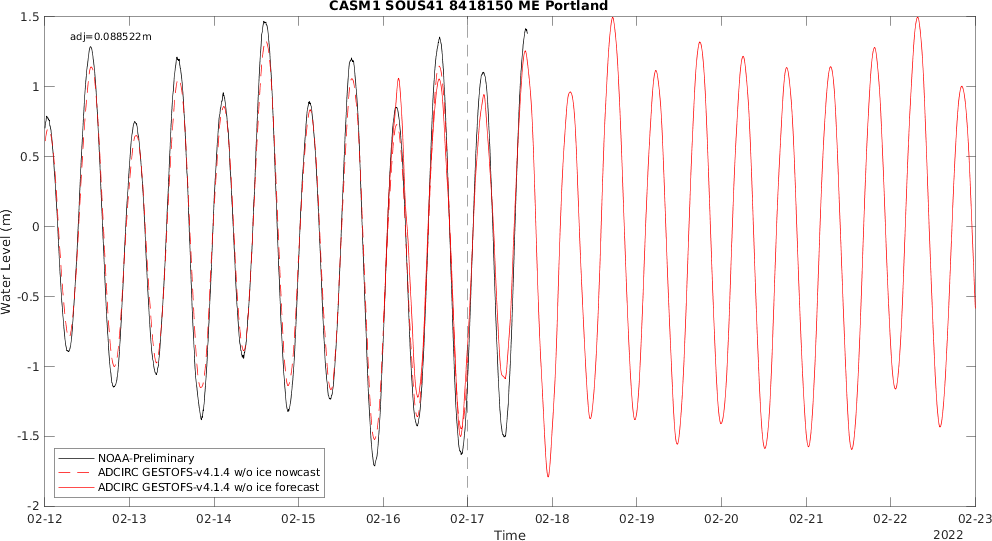 CASM1 SOUS41 8418150 ME Portland
adj=0.088522m
1.5
1
0.5
0
-0.5
-1
-1.5
-2
Water Level (m)
NOAA-Preliminary
ADCIRC GESTOFS-v4.1.4 w/o ice nowcast
ADCIRC GESTOFS-v4.1.4 w/o ice forecast
02-12 02-13 02-14 02-15 02-16 02-17 02-18 02-19 02-20 02-21 02-22 02-23
Time
2022